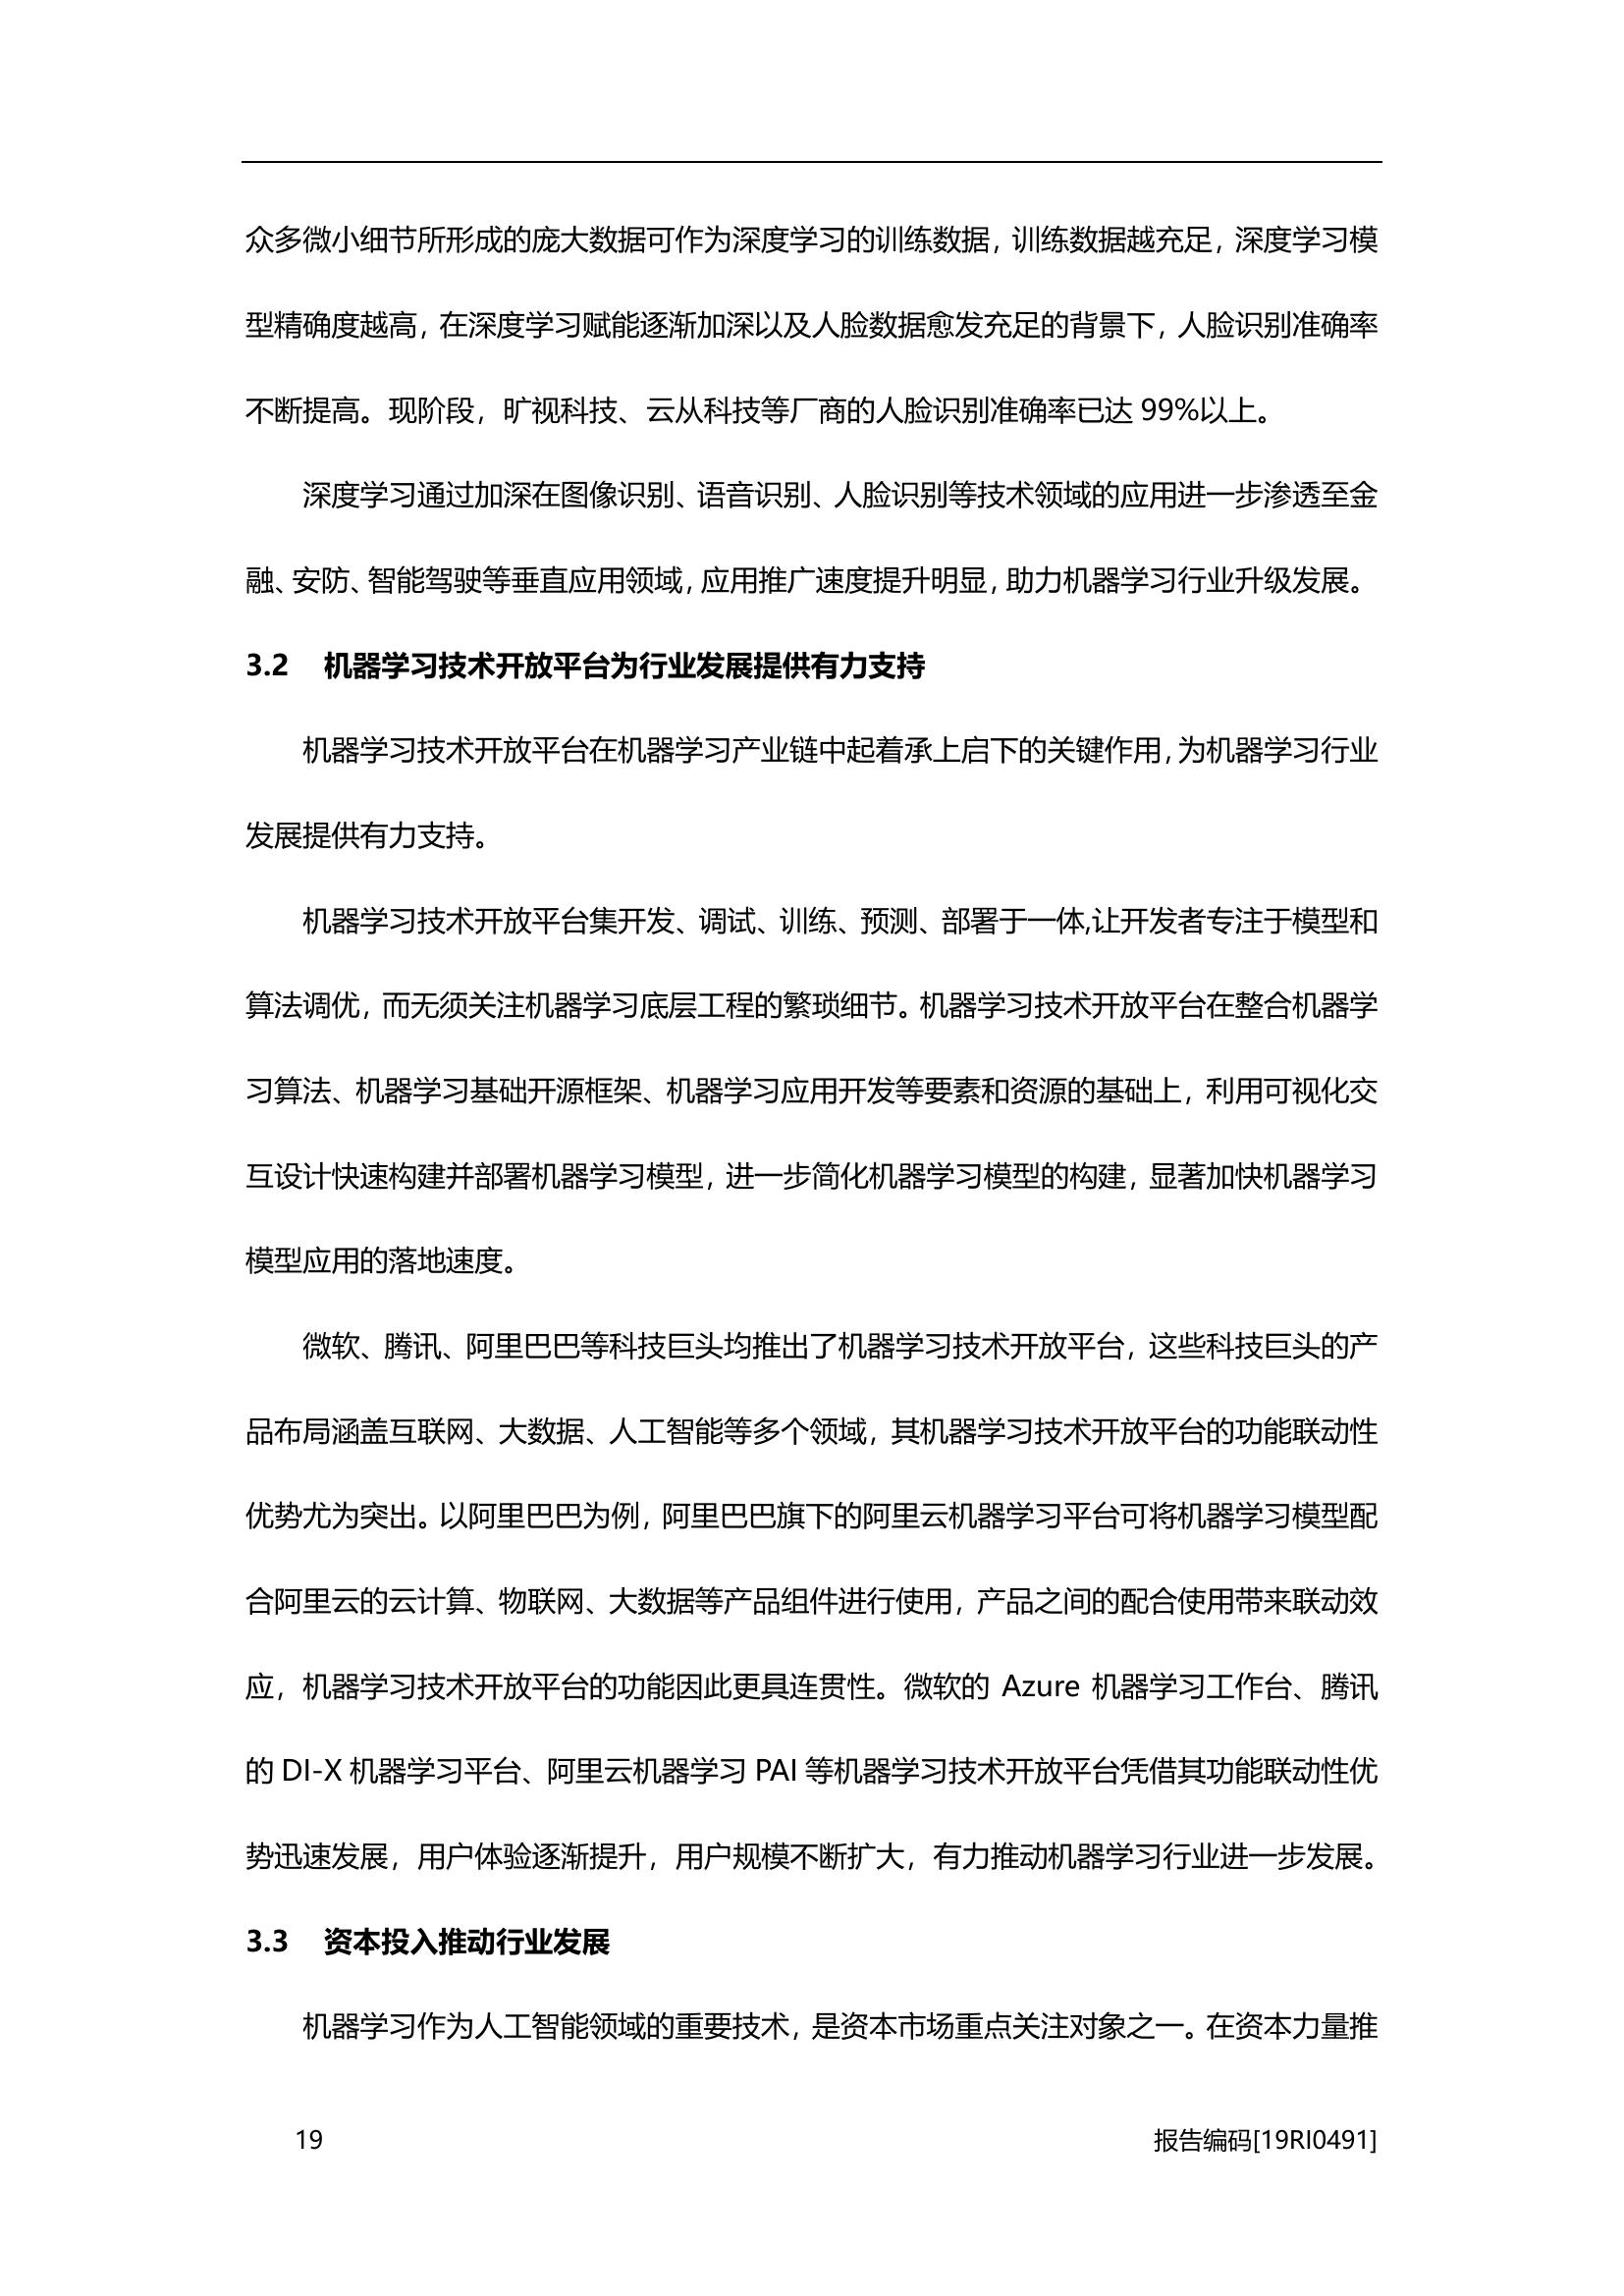 众多微小细节所形成的庞大数据可作为深度学习的训练数据，训练数据越充足，深度学习模
型精确度越高，在深度学习赋能逐渐加深以及人脸数据愈发充足的背景下，人脸识别准确率
不断提高。现阶段，旷视科技、云从科技等厂商的人脸识别准确率已达 99%以上。
深度学习通过加深在图像识别、语音识别、人脸识别等技术领域的应用进一步渗透至金
融、安防、智能驾驶等垂直应用领域，应用推广速度提升明显，助力机器学习行业升级发展。
3.2 机器学习技术开放平台为行业发展提供有力支持
机器学习技术开放平台在机器学习产业链中起着承上启下的关键作用，为机器学习行业
发展提供有力支持。
机器学习技术开放平台集开发、调试、训练、预测、部署于一体,让开发者专注于模型和
算法调优，而无须关注机器学习底层工程的繁琐细节。机器学习技术开放平台在整合机器学
习算法、机器学习基础开源框架、机器学习应用开发等要素和资源的基础上，利用可视化交
互设计快速构建并部署机器学习模型，进一步简化机器学习模型的构建，显著加快机器学习
模型应用的落地速度。
微软、腾讯、阿里巴巴等科技巨头均推出了机器学习技术开放平台，这些科技巨头的产
品布局涵盖互联网、大数据、人工智能等多个领域，其机器学习技术开放平台的功能联动性
优势尤为突出。以阿里巴巴为例，阿里巴巴旗下的阿里云机器学习平台可将机器学习模型配
合阿里云的云计算、物联网、大数据等产品组件进行使用，产品之间的配合使用带来联动效
应，机器学习技术开放平台的功能因此更具连贯性。微软的 Azure 机器学习工作台、腾讯
的 DI-X 机器学习平台、阿里云机器学习 PAI 等机器学习技术开放平台凭借其功能联动性优
势迅速发展，用户体验逐渐提升，用户规模不断扩大，有力推动机器学习行业进一步发展。
3.3 资本投入推动行业发展
机器学习作为人工智能领域的重要技术，是资本市场重点关注对象之一。在资本力量推
19 报告编码[19RI0491]